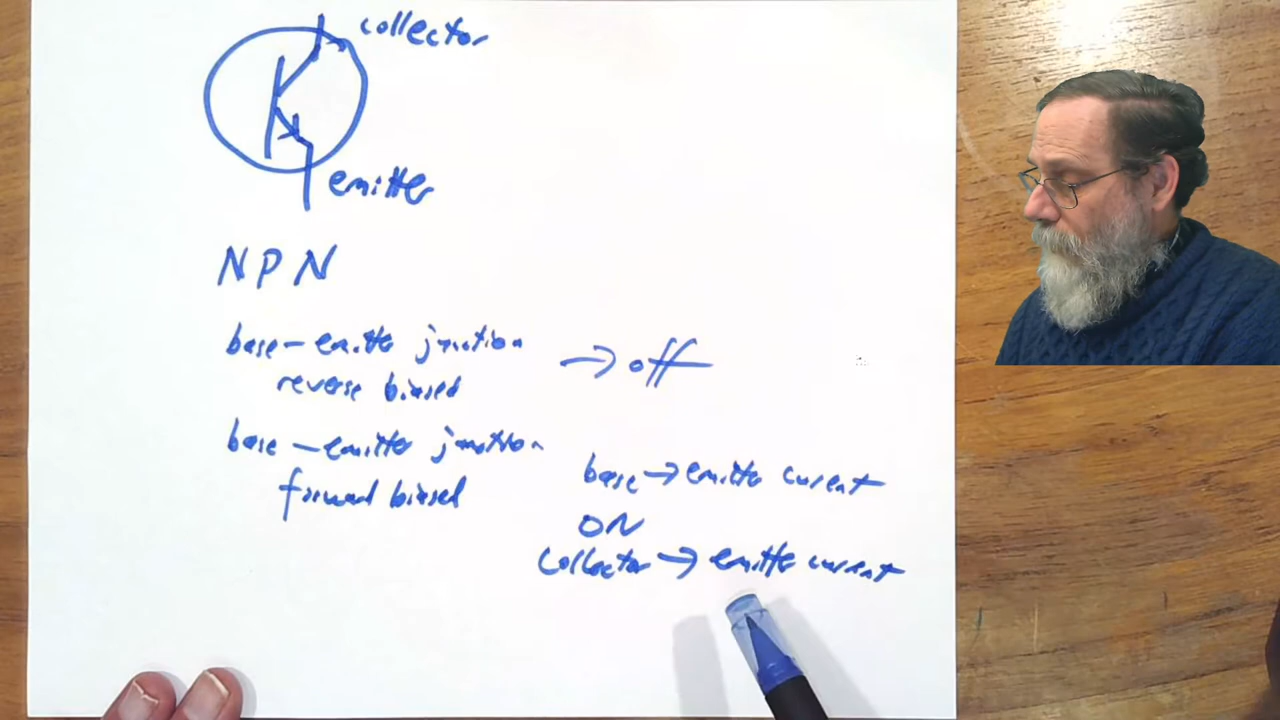 collector
emitter
NPN
base-emitter junction
reverse biased
→ off
base-emitter junction
forward biased
base → emitter current
ON
collector → emitter current